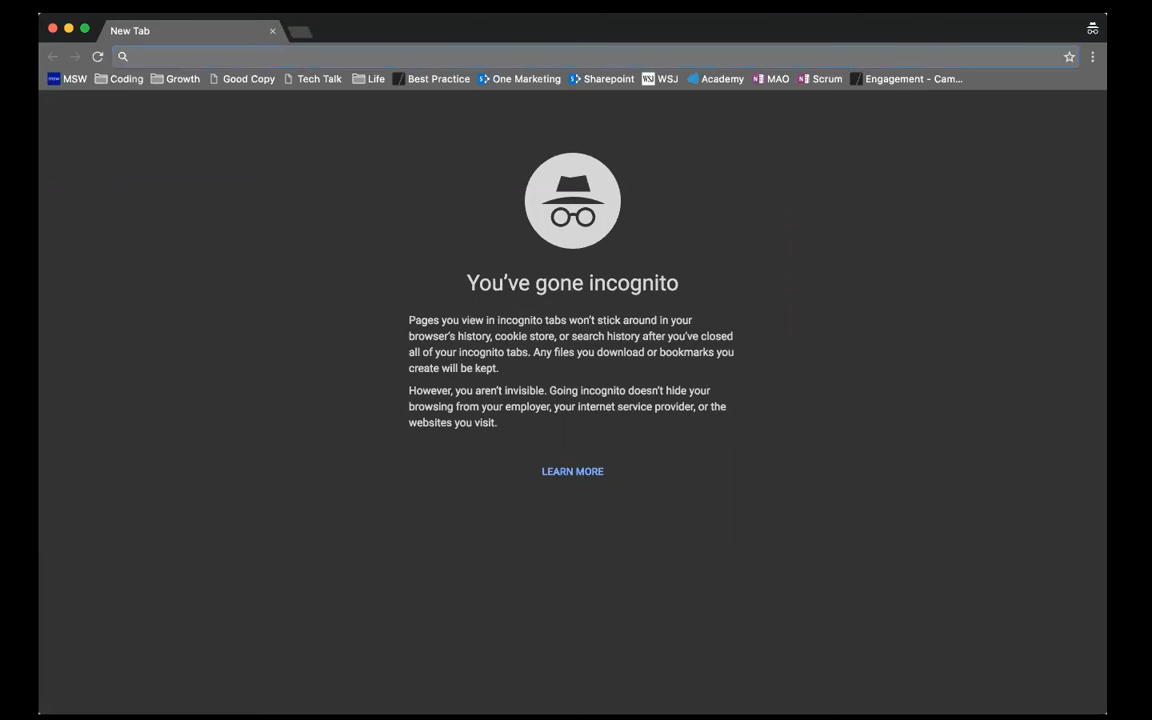 New Tab
MSW Coding Growth Good Copy Tech Talk Life Best Practice One Marketing Sharepoint WSJ WSJ Academy MAO Scrum Engagement - Cam...
You've gone incognito
Pages you view in incognito tabs won't stick around in your
browser's history, cookie store, or search history after you've closed
all of your incognito tabs. Any files you download or bookmarks you
create will be kept.
However, you aren't invisible. Going incognito doesn't hide your
browsing from your employer, your internet service provider, or the
websites you visit.
LEARN MORE